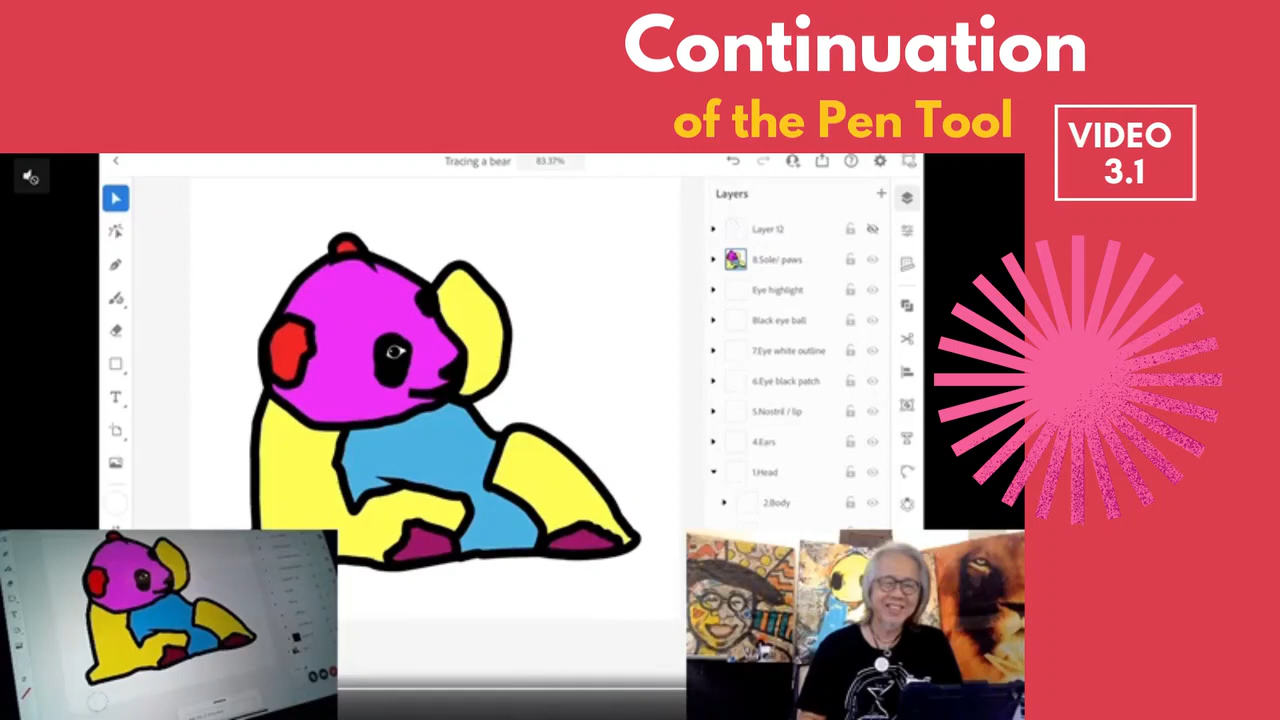 Continuation
of the Pen Tool
VIDEO
3.1
Tracing a bear
83.37%
Layers
Layer 12
8.Sole/ paws
Eye highlight
Black eye ball
7.Eye white outline
6.Eye black patch
5.Nostril / lip
4.Ears
1.Head
2.Body